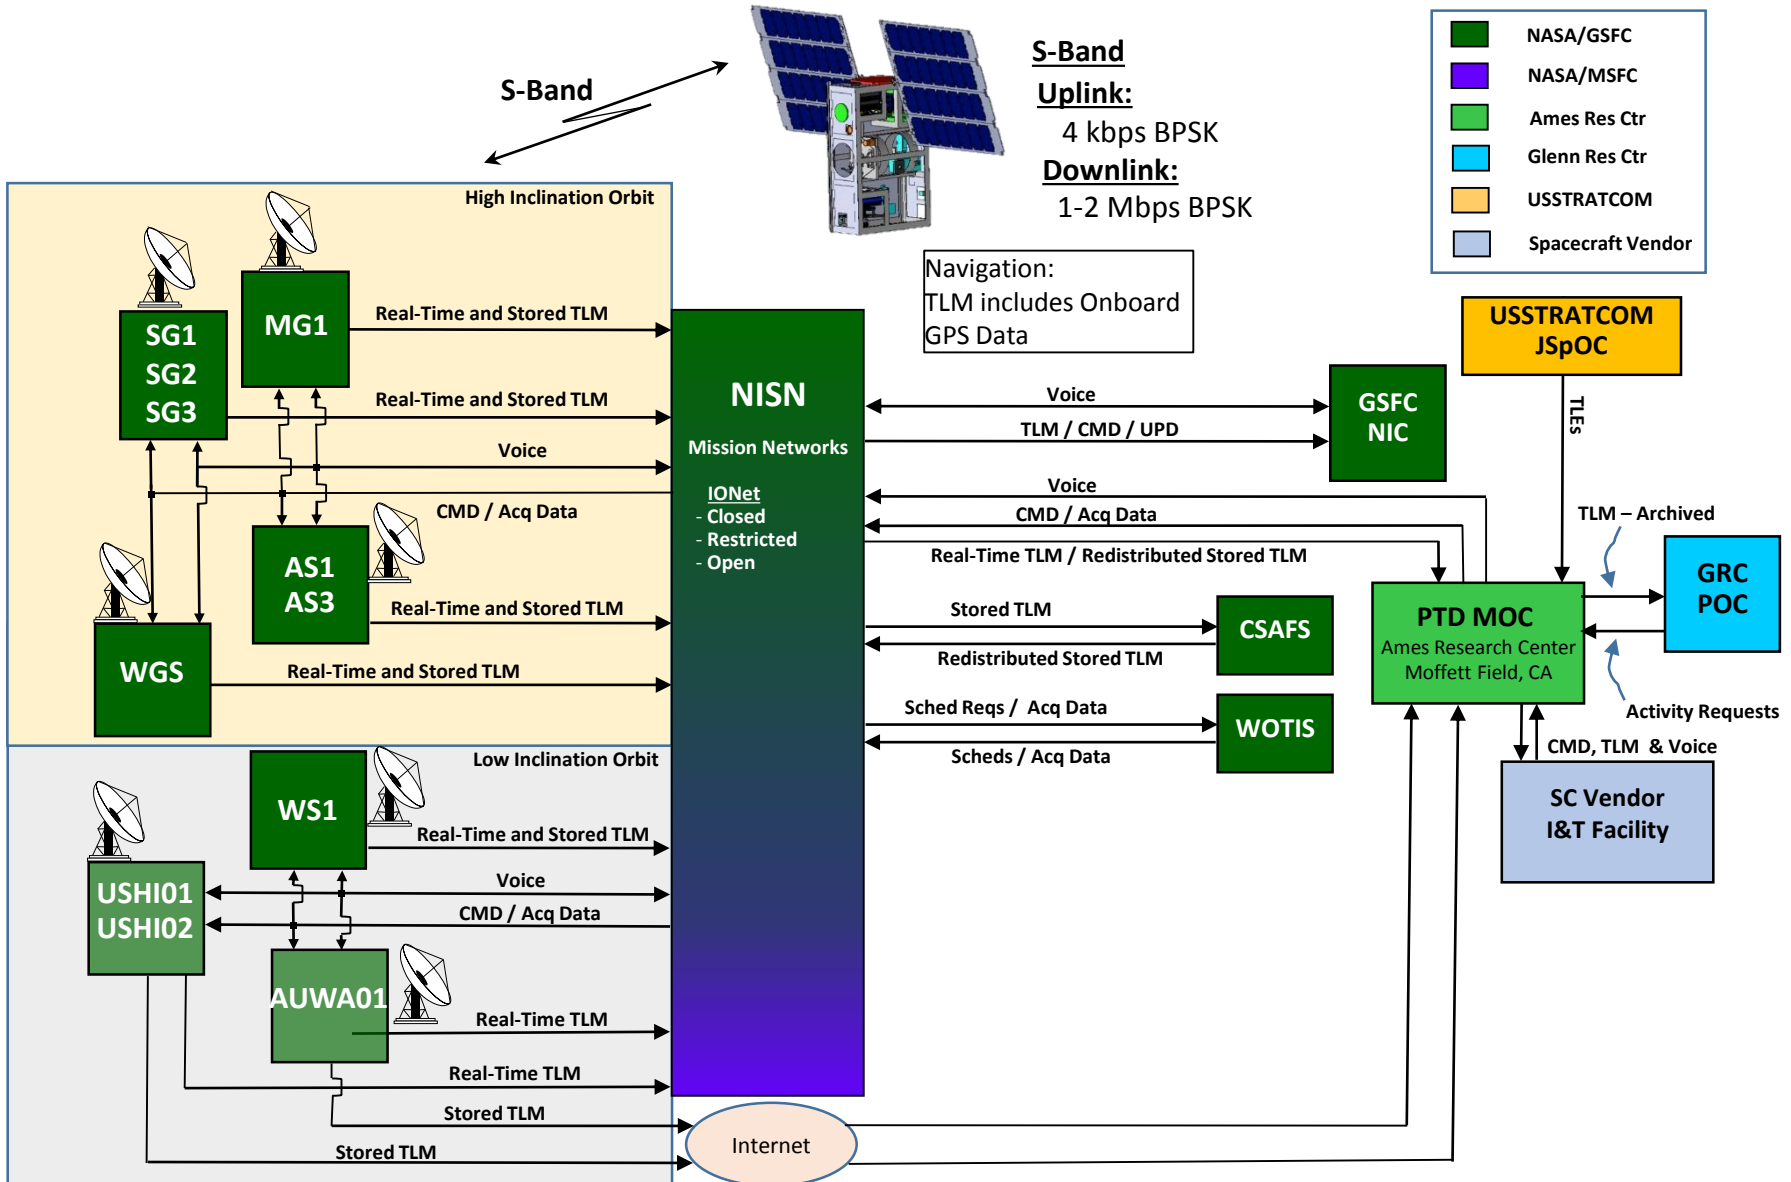 S-Band
S-Band
Uplink:
4 kbps BPSK
Downlink:
1-2 Mbps BPSK
NASA/GSFC
NASA/MSFC
Ames Res Ctr
Glenn Res Ctr
USSTRATCOM
Spacecraft Vendor
Navigation:
TLM includes Onboard
GPS Data
High Inclination Orbit
SG1
SG2
SG3
MG1
Real-Time and Stored TLM
Real-Time and Stored TLM
Voice
CMD / Acq Data
AS1
AS3
Real-Time and Stored TLM
WGS
Real-Time and Stored TLM
Low Inclination Orbit
WS1
Real-Time and Stored TLM
USHI01
USHI02
Voice
CMD / Acq Data
AUWA01
Real-Time TLM
Real-Time TLM
Stored TLM
Stored TLM
NISN
Mission Networks
IONet
- Closed
- Restricted
- Open
Internet
Voice
TLM / CMD / UPD
GSFC
NIC
Voice
CMD / Acq Data
Real-Time TLM / Redistributed Stored TLM
Stored TLM
Redistributed Stored TLM
CSAFS
Sched Reqs / Acq Data
Scheds / Acq Data
WOTIS
USSTRATCOM
JSpOC
TLEs
TLM – Archived
GRC
POC
PTD MOC
Ames Research Center
Moffett Field, CA
Activity Requests
CMD, TLM & Voice
SC Vendor
I&T Facility